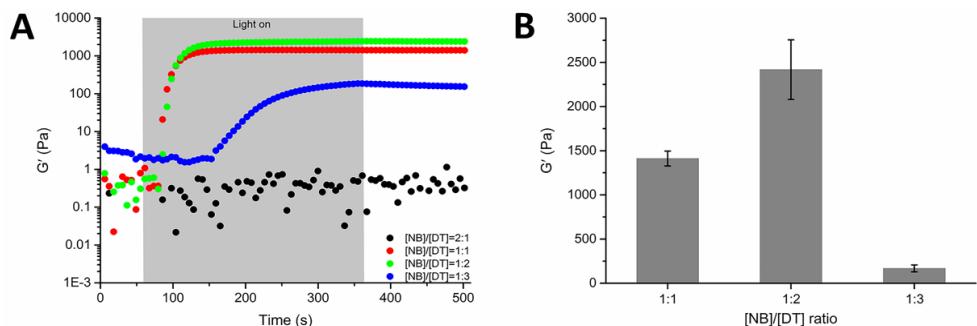 A
Light on
G′ (Pa)
10000
1000
100
10
1
0.1
0.01
1E-3
[NB]/[DT]=2:1
[NB]/[DT]=1:1
[NB]/[DT]=1:2
[NB]/[DT]=1:3
0 100 200 300 400 500
Time (s)
B
G′ (Pa)
3000
2500
2000
1500
1000
500
0
1:1 1:2 1:3
[NB]/[DT] ratio